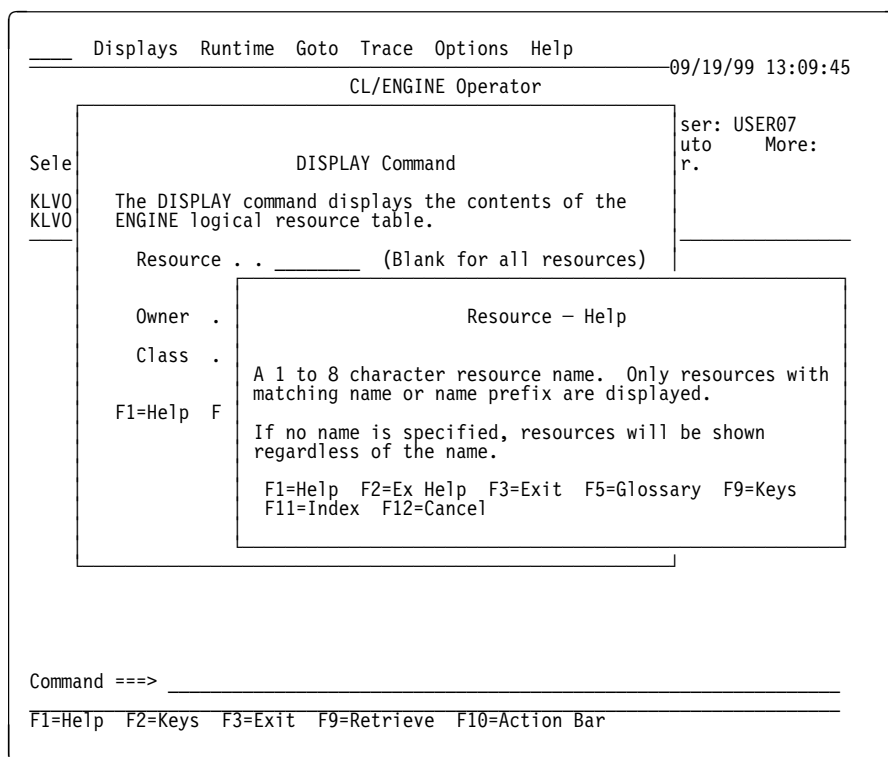 ____ Displays Runtime Goto Trace Options Help
09/19/99 13:09:45
CL/ENGINE Operator
ser: USER07
uto More:
Sele DISPLAY Command r.
KLVO The DISPLAY command displays the contents of the
KLVO ENGINE logical resource table.
Resource . . ________ (Blank for all resources)
Owner . Resource — Help
Class .
A 1 to 8 character resource name. Only resources with
matching name or name prefix are displayed.
F1=Help F
If no name is specified, resources will be shown
regardless of the name.
F1=Help F2=Ex Help F3=Exit F5=Glossary F9=Keys
F11=Index F12=Cancel
Command ===> _______________________________________________________________
F1=Help F2=Keys F3=Exit F9=Retrieve F10=Action Bar